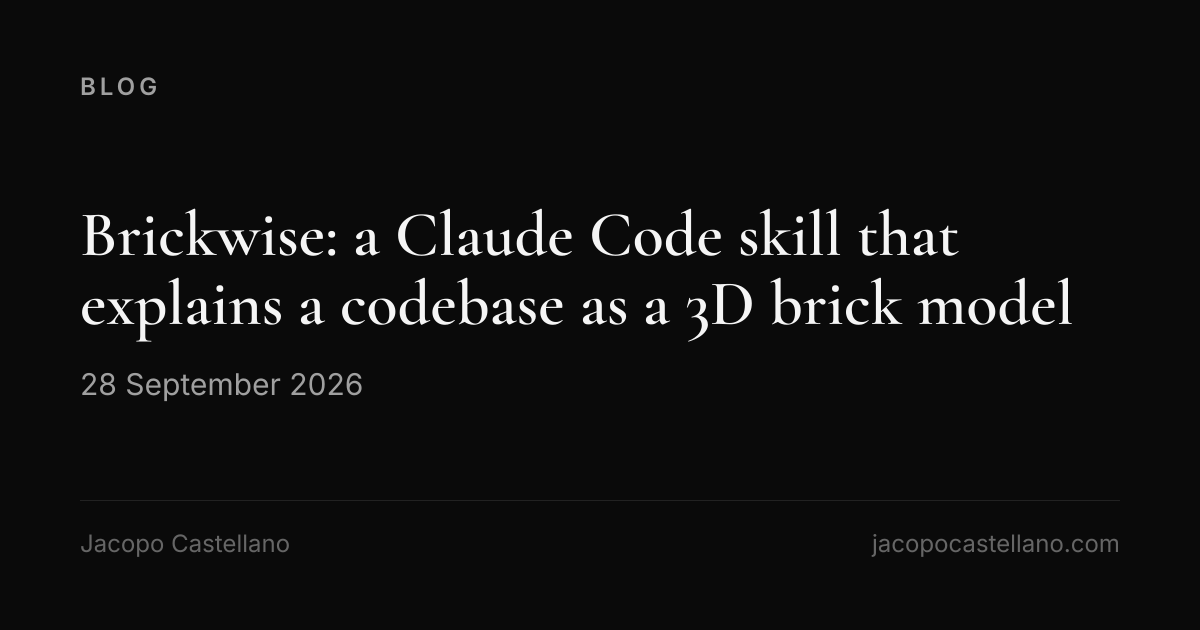 BLOG
Brickwise: a Claude Code skill that
explains a codebase as a 3D brick model
28 September 2026
Jacopo Castellano
jacopocastellano.com